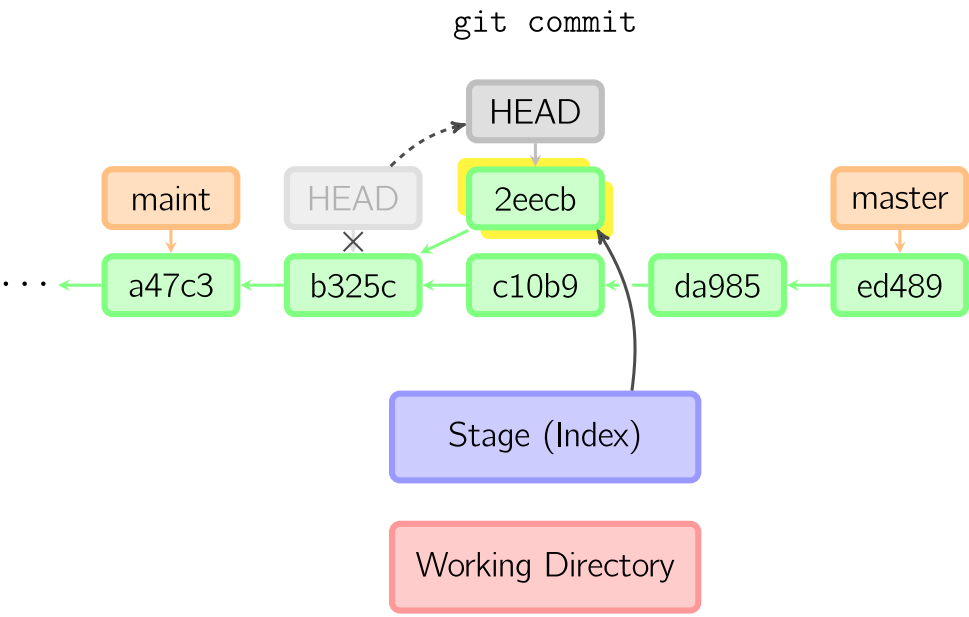 git commit
HEAD
maint
HEAD
2eecb
master
...
a47c3
b325c
c10b9
da985
ed489
Stage (Index)
Working Directory